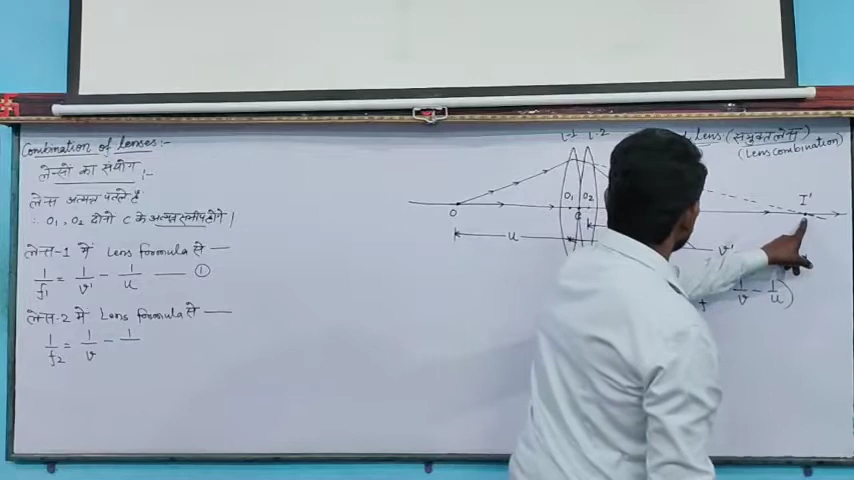 Combination of lenses:-
लेन्सों का संयोग :-
लेंस अत्यन्त पतले हैं
∴ O₁, O₂ दोनों C के अत्यन्त समीप होंगे।
लेन्स-1 में Lens formula से —
1/f₁ = 1/v' - 1/u —— ①
लेन्स-2 में Lens formula से —
1/f₂ = 1/v - 1/
L-1 L-2
Lens (संयुक्त लेन्स)
(Lens Combination)
O
O₁ O₂
C
I'
u
v'
1/v - 1/u)